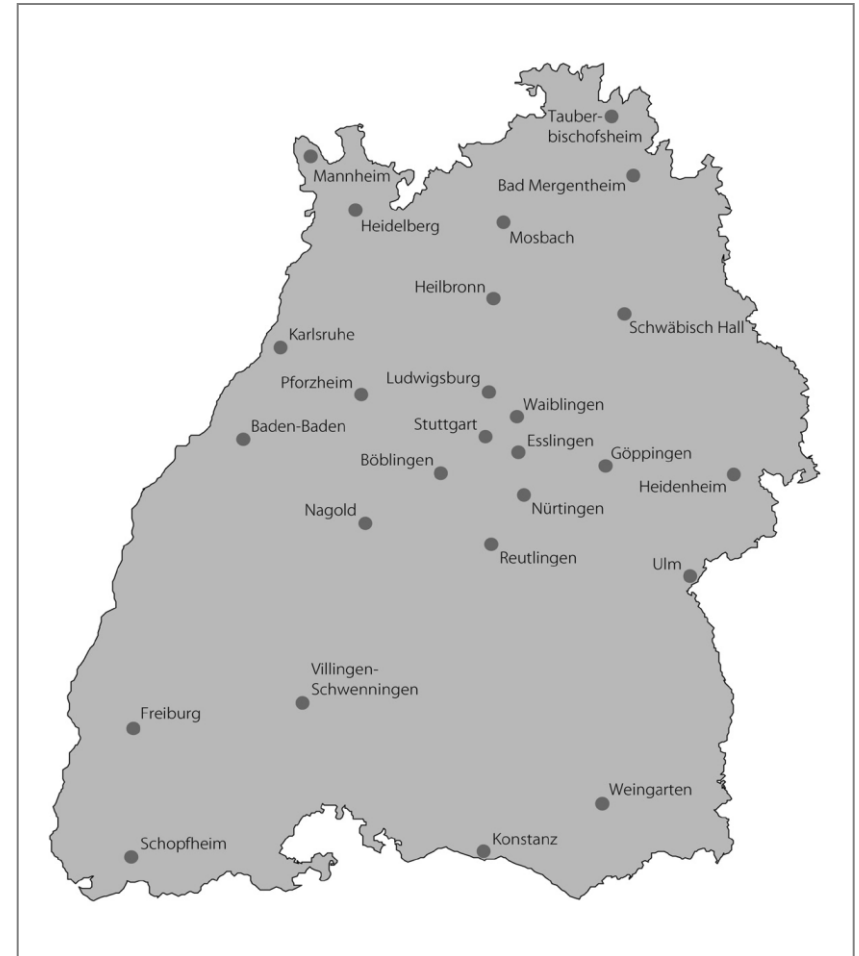 Tauber-
bischofsheim
Mannheim
Bad Mergentheim
Heidelberg
Mosbach
Heilbronn
Schwäbisch Hall
Karlsruhe
Pforzheim
Ludwigsburg
Waiblingen
Baden-Baden
Stuttgart
Esslingen
Göppingen
Böblingen
Heidenheim
Nagold
Nürtingen
Reutlingen
Ulm
Villingen-
Schwenningen
Freiburg
Weingarten
Schopfheim
Konstanz